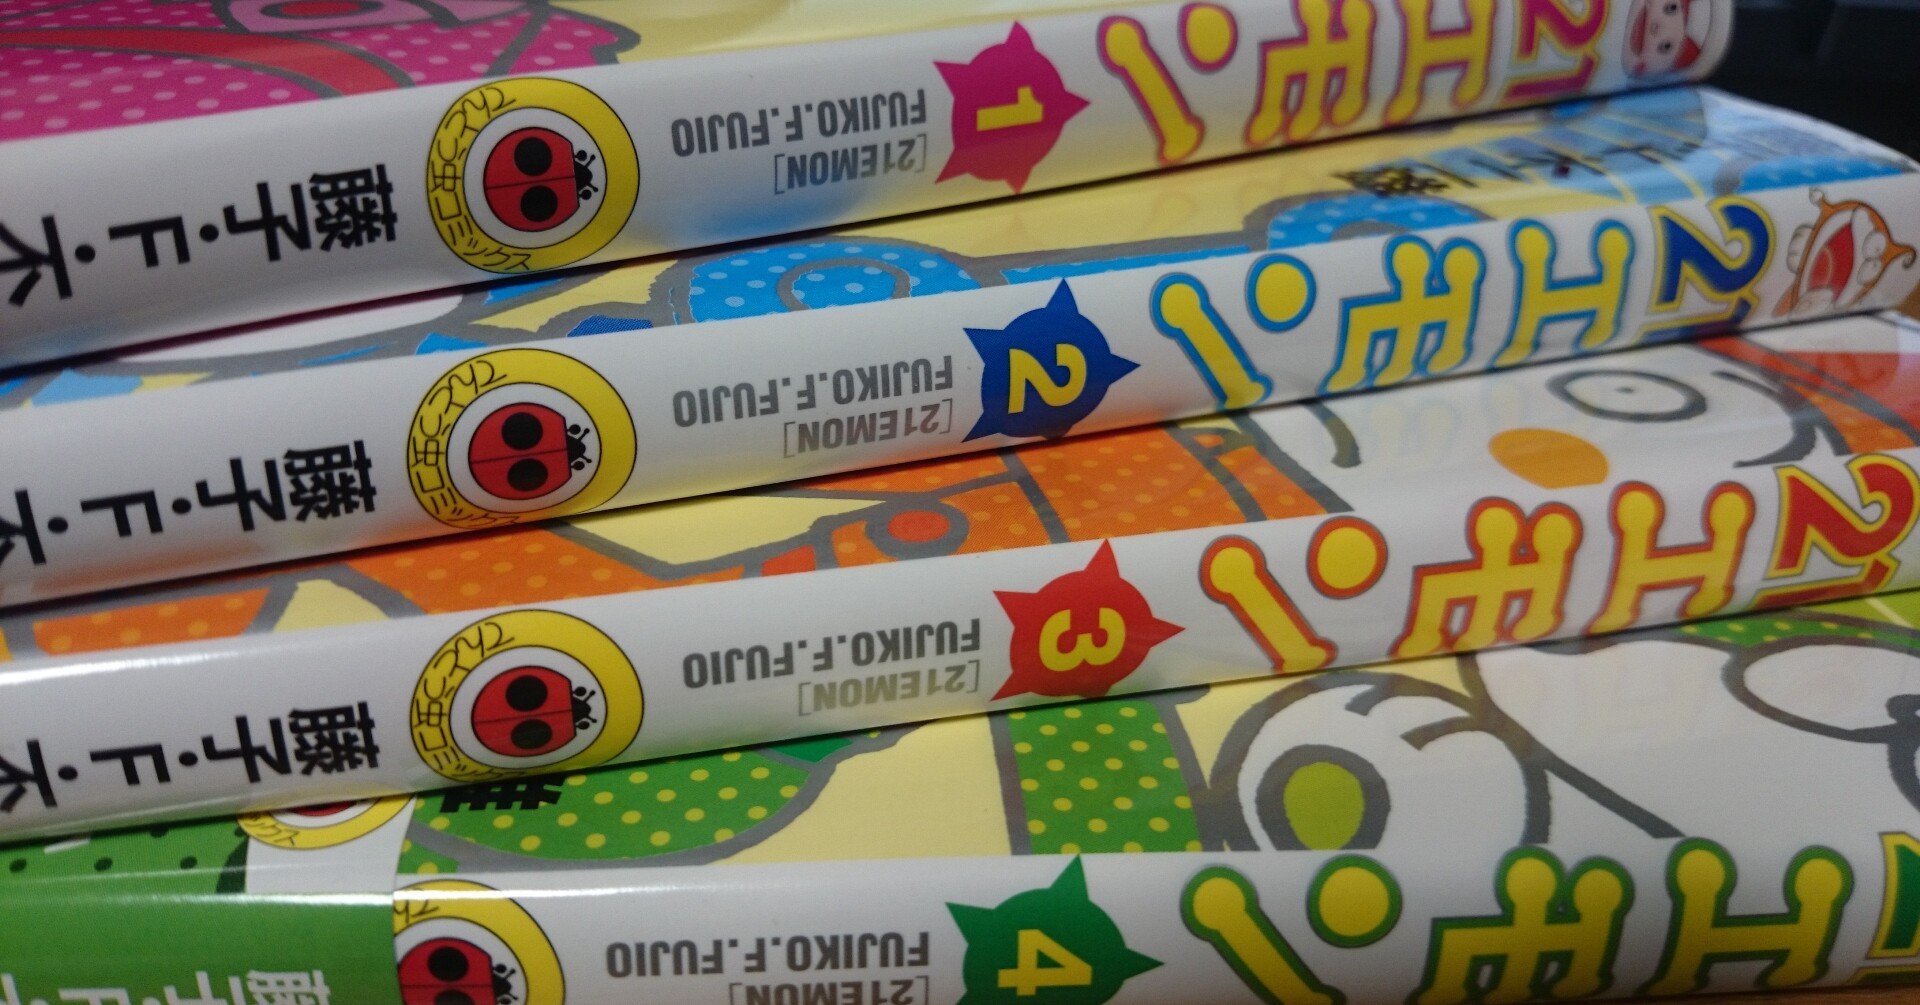 21エモン
1
[21EMON]
FUJIKO.F.FUJIO
てんとう虫コミックス
藤子・F・不
21エモン
2
[21EMON]
FUJIKO.F.FUJIO
てんとう虫コミックス
藤子・F・不
21エモン
3
[21EMON]
FUJIKO.F.FUJIO
てんとう虫コミックス
藤子・F・不
エモン
4
[21EMON]
FUJIKO.F.FUJIO
藤子・F